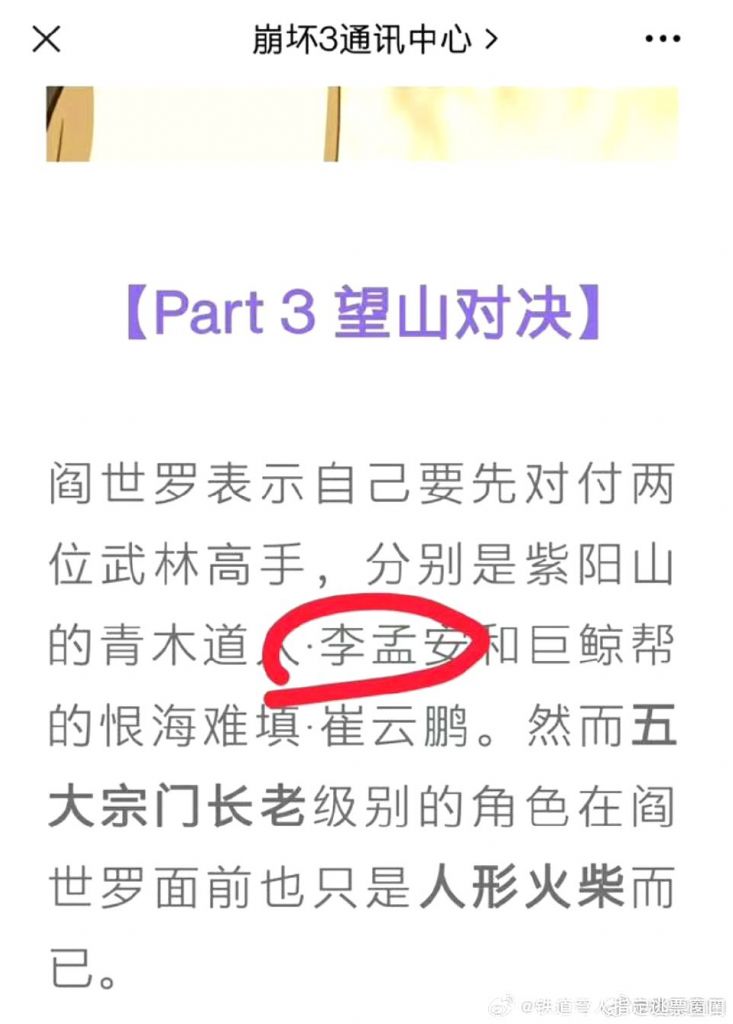 崩坏3通讯中心
【Part 3 望山对决】
阎世罗表示自己要先对付两
位武林高手，分别是紫阳山
的青木道人·李孟安和巨鲸帮
的恨海难填·崔云鹏。然而五
大宗门长老级别的角色在阎
世罗面前也只是人形火柴而
已。